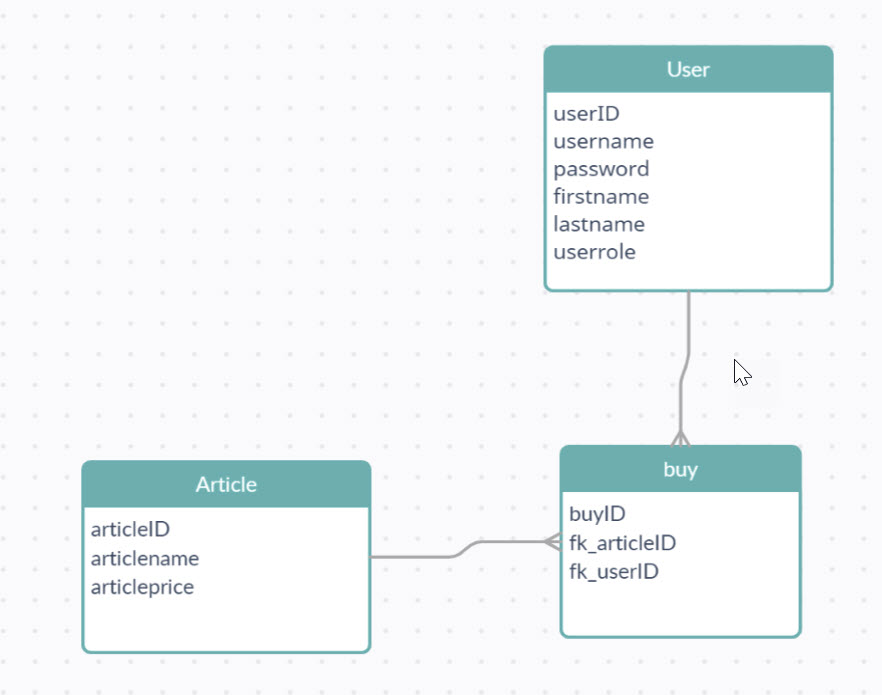 User
userID
username
password
firstname
lastname
userrole
Article
articleID
articlename
articleprice
buy
buyID
fk_articleID
fk_userID